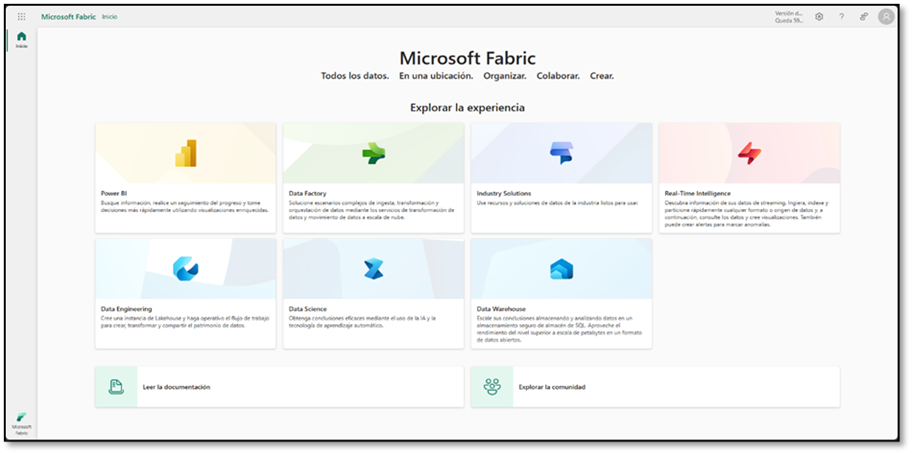 Microsoft Fabric Inicio
Versión d...
Queda 59...
?
Inicio
Microsoft Fabric
Todos los datos. En una ubicación. Organizar. Colaborar. Crear.
Explorar la experiencia
Power BI
Busque información, realice un seguimiento del progreso y tome
decisiones más rápidamente utilizando visualizaciones enriquecidas.
Data Factory
Solucione escenarios complejos de ingesta, transformación y
orquestación de datos mediante los servicios de transformación de
datos y movimiento de datos a escala de nube.
Industry Solutions
Use recursos y soluciones de datos de la industria listos para usar.
Real-Time Intelligence
Descubra información de sus datos de streaming. Ingiera, indexe y
particione rápidamente cualquier formato o origen de datos y, a
continuación, consulte los datos y cree visualizaciones. También
puede crear alertas para marcar anomalías.
Data Engineering
Cree una instancia de Lakehouse y haga operativo el flujo de trabajo
para crear, transformar y compartir el patrimonio de datos.
Data Science
Obtenga conclusiones eficaces mediante el uso de la IA y la
tecnología de aprendizaje automático.
Data Warehouse
Escale sus conclusiones almacenando y analizando datos en un
almacenamiento seguro de almacén de SQL. Aproveche el
rendimiento del nivel superior a escala de petabytes en un formato
de datos abiertos.
Leer la documentación
Explorar la comunidad
Microsoft
Fabric